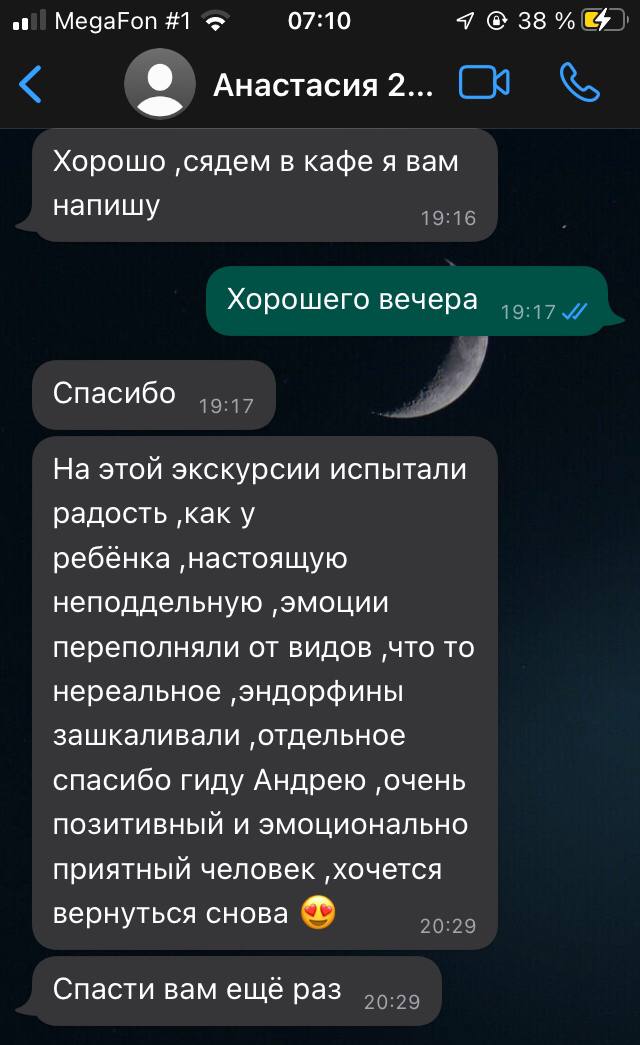 MegaFon #1 07:10 38 %
Анастасия 2...
Хорошо ,сядем в кафе я вам
напишу
19:16
Хорошего вечера 19:17
Спасибо 19:17
На этой экскурсии испытали
радость ,как у
ребёнка ,настоящую
неподдельную ,эмоции
переполняли от видов ,что то
нереальное ,эндорфины
зашкаливали ,отдельное
спасибо гиду Андрею ,очень
позитивный и эмоционально
приятный человек ,хочется
вернуться снова 😍
20:29
Спасти вам ещё раз 20:29